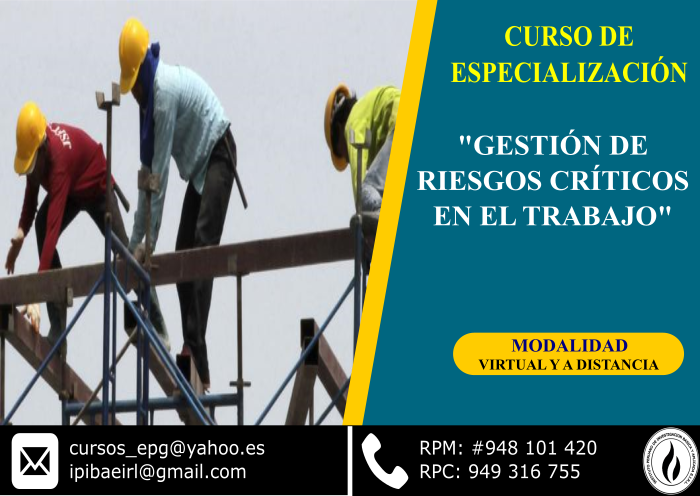 CURSO DE
ESPECIALIZACIÓN
"GESTIÓN DE
RIESGOS CRÍTICOS
EN EL TRABAJO"
MODALIDAD
VIRTUAL Y A DISTANCIA
cursos_epg@yahoo.es
ipibaeirl@gmail.com
RPM: #948 101 420
RPC: 949 316 755